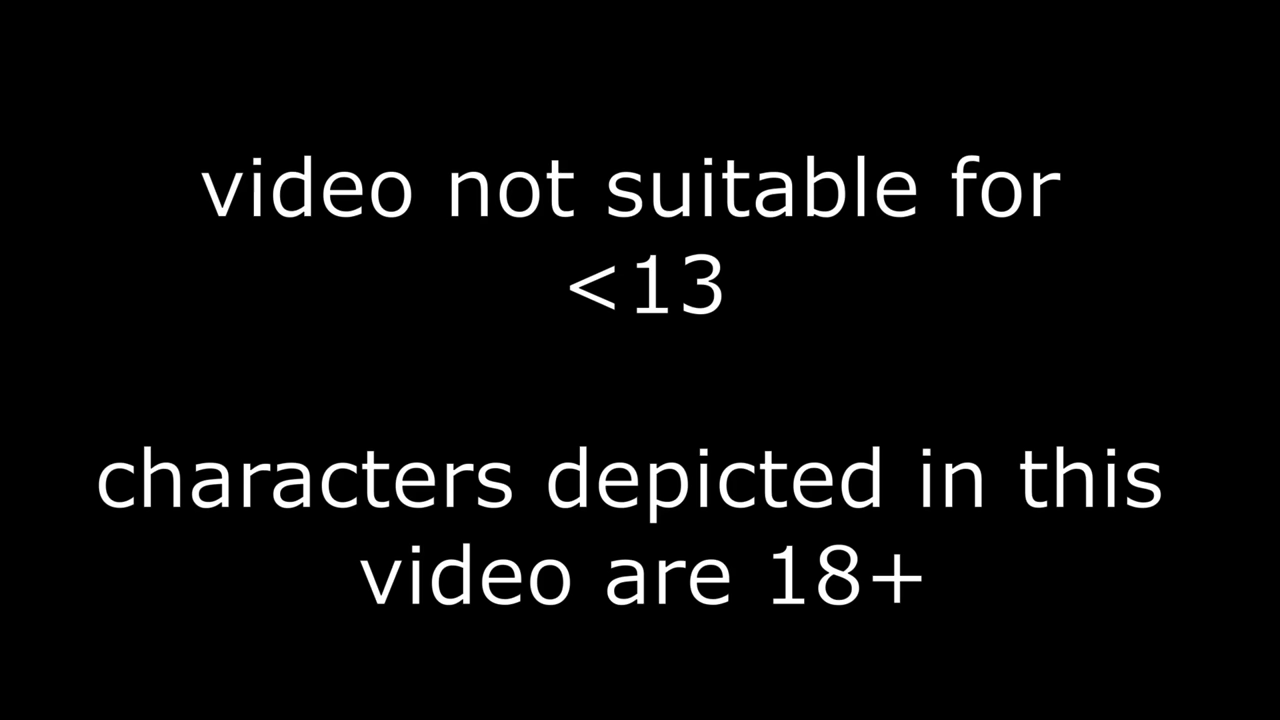 video not suitable for
<13
characters depicted in this
video are 18+